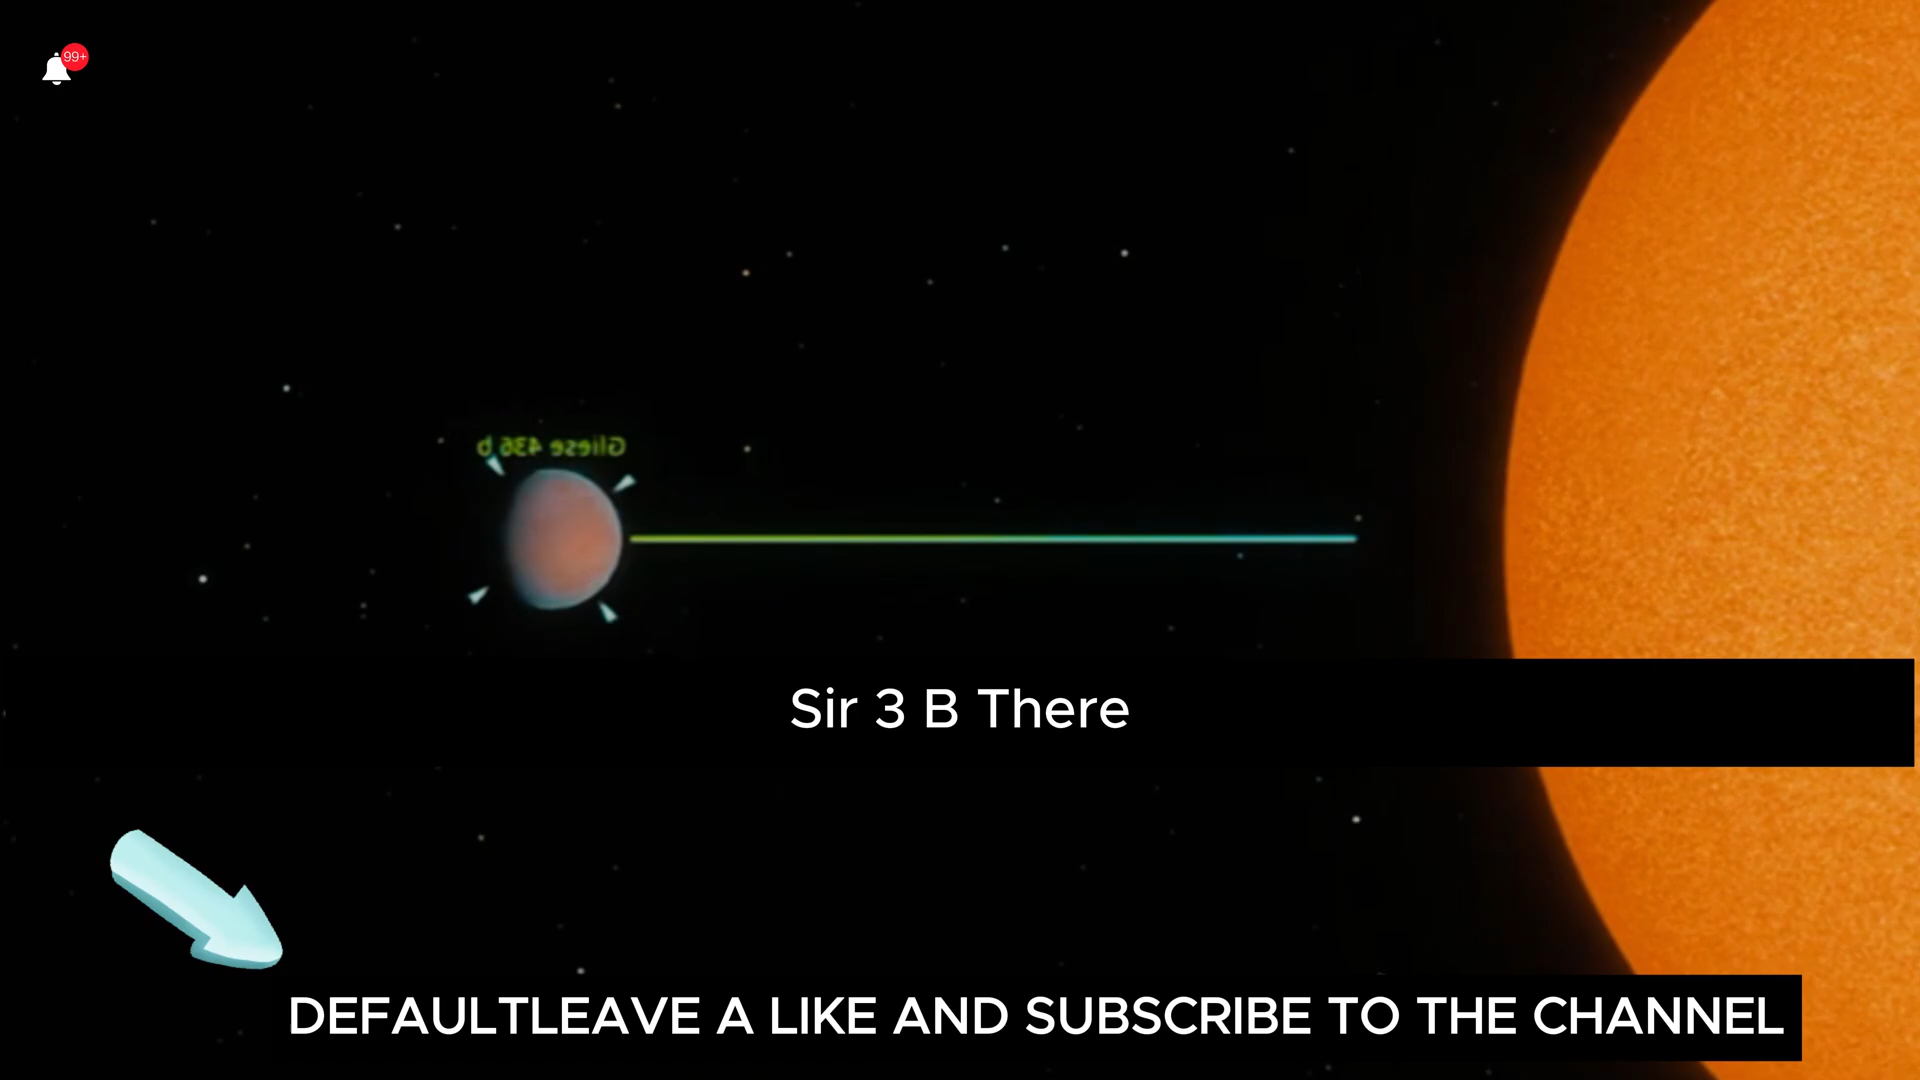 99+
Gliese 436 b
Sir 3 B There
DEFAULTLEAVE A LIKE AND SUBSCRIBE TO THE CHANNEL